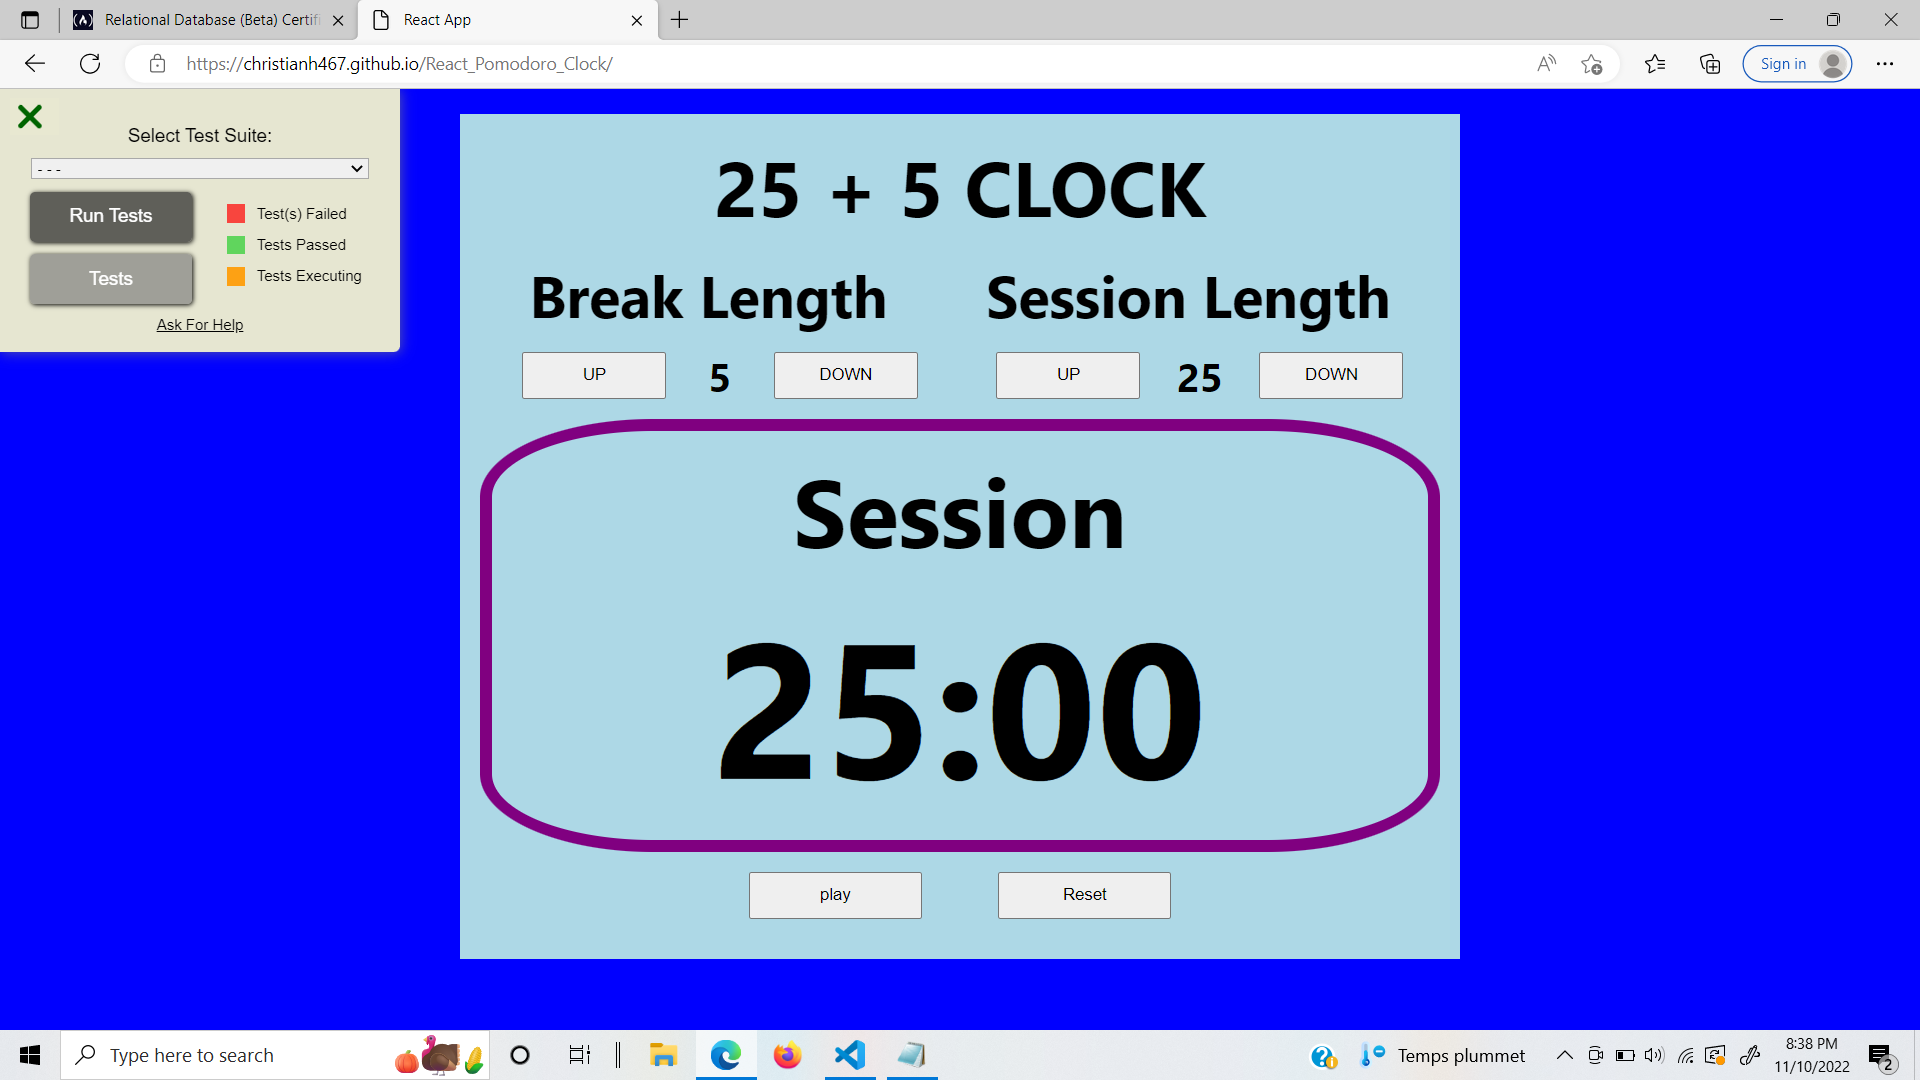 Relational Database (Beta) Certifi
React App
https://christianh467.github.io/React_Pomodoro_Clock/
Sign in
Select Test Suite:
- - -
Run Tests
Tests
Test(s) Failed
Tests Passed
Tests Executing
Ask For Help
25 + 5 CLOCK
Break Length
Session Length
UP 5 DOWN
UP 25 DOWN
Session
25:00
play
Reset
Type here to search
Temps plummet
8:38 PM
11/10/2022
2